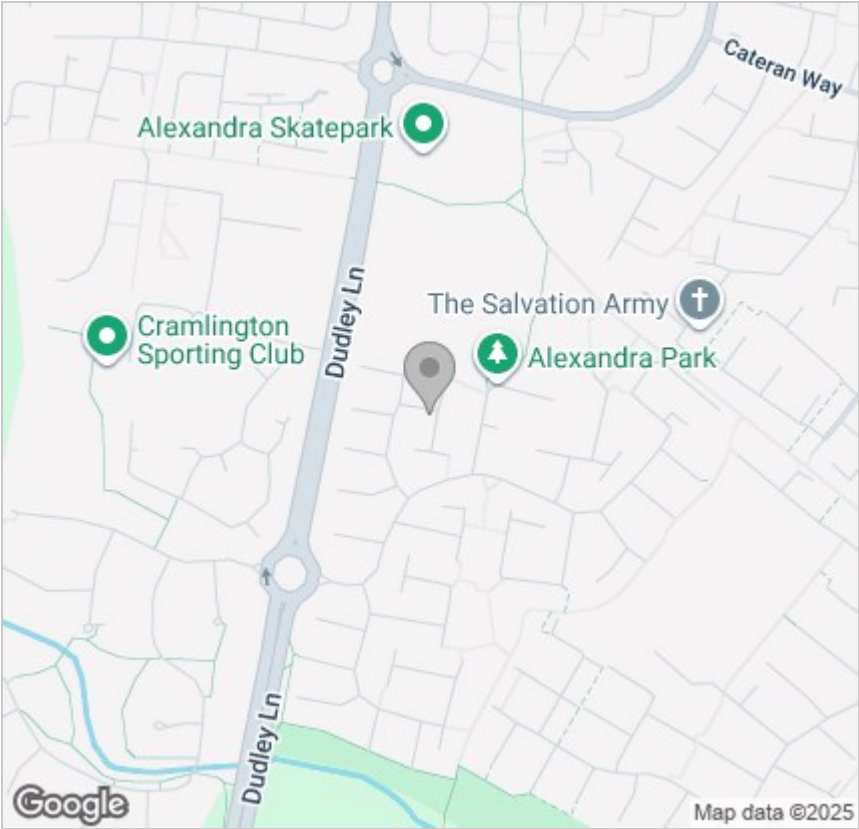 Cateran Way
Alexandra Skatepark
Dudley Ln
The Salvation Army
Cramlington
Sporting Club
Alexandra Park
Dudley Ln
Google
Map data ©2025